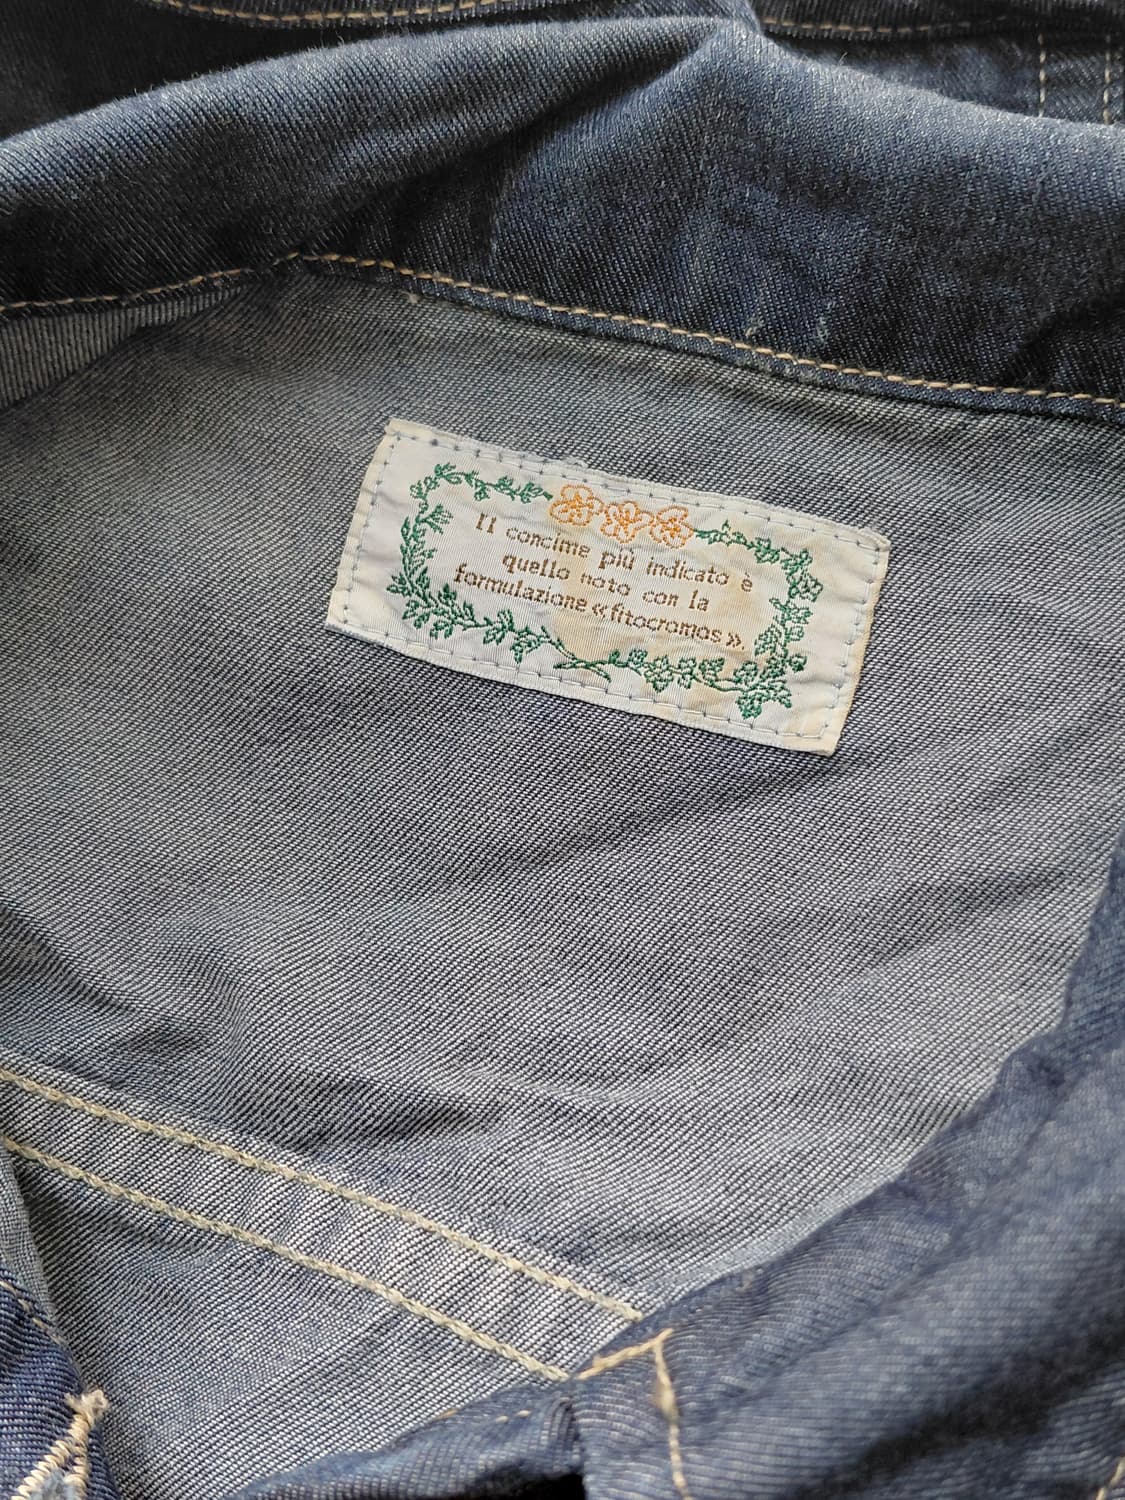 Il concime più indicato è
quello noto con la
formulazione «fitocromos».